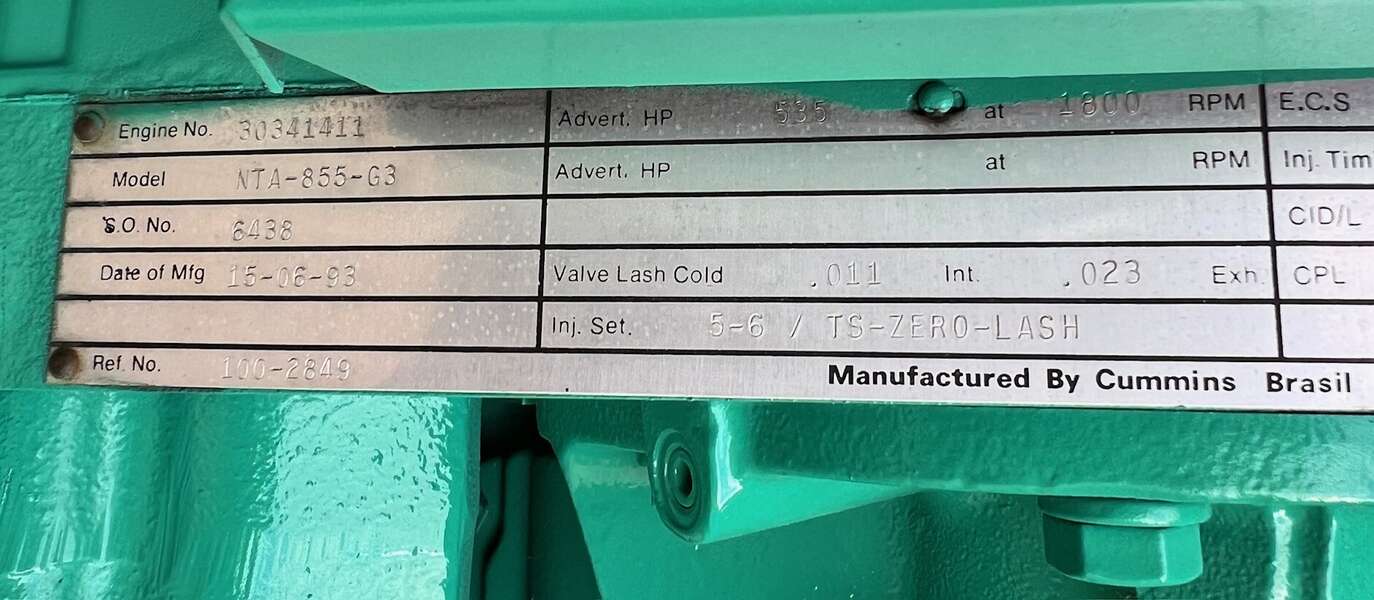 Engine No. 30341411 Advert. HP 535 at 1800 RPM E.C.S
Model NTA-855-G3 Advert. HP at RPM Inj. Tim
S.O. No. 6438 CID/L
Date of Mfg 15-06-93 Valve Lash Cold .011 Int. .023 Exh. CPL
Inj. Set. 5-6 / TS-ZERO-LASH
Ref. No. 100-2849
Manufactured By Cummins Brasil